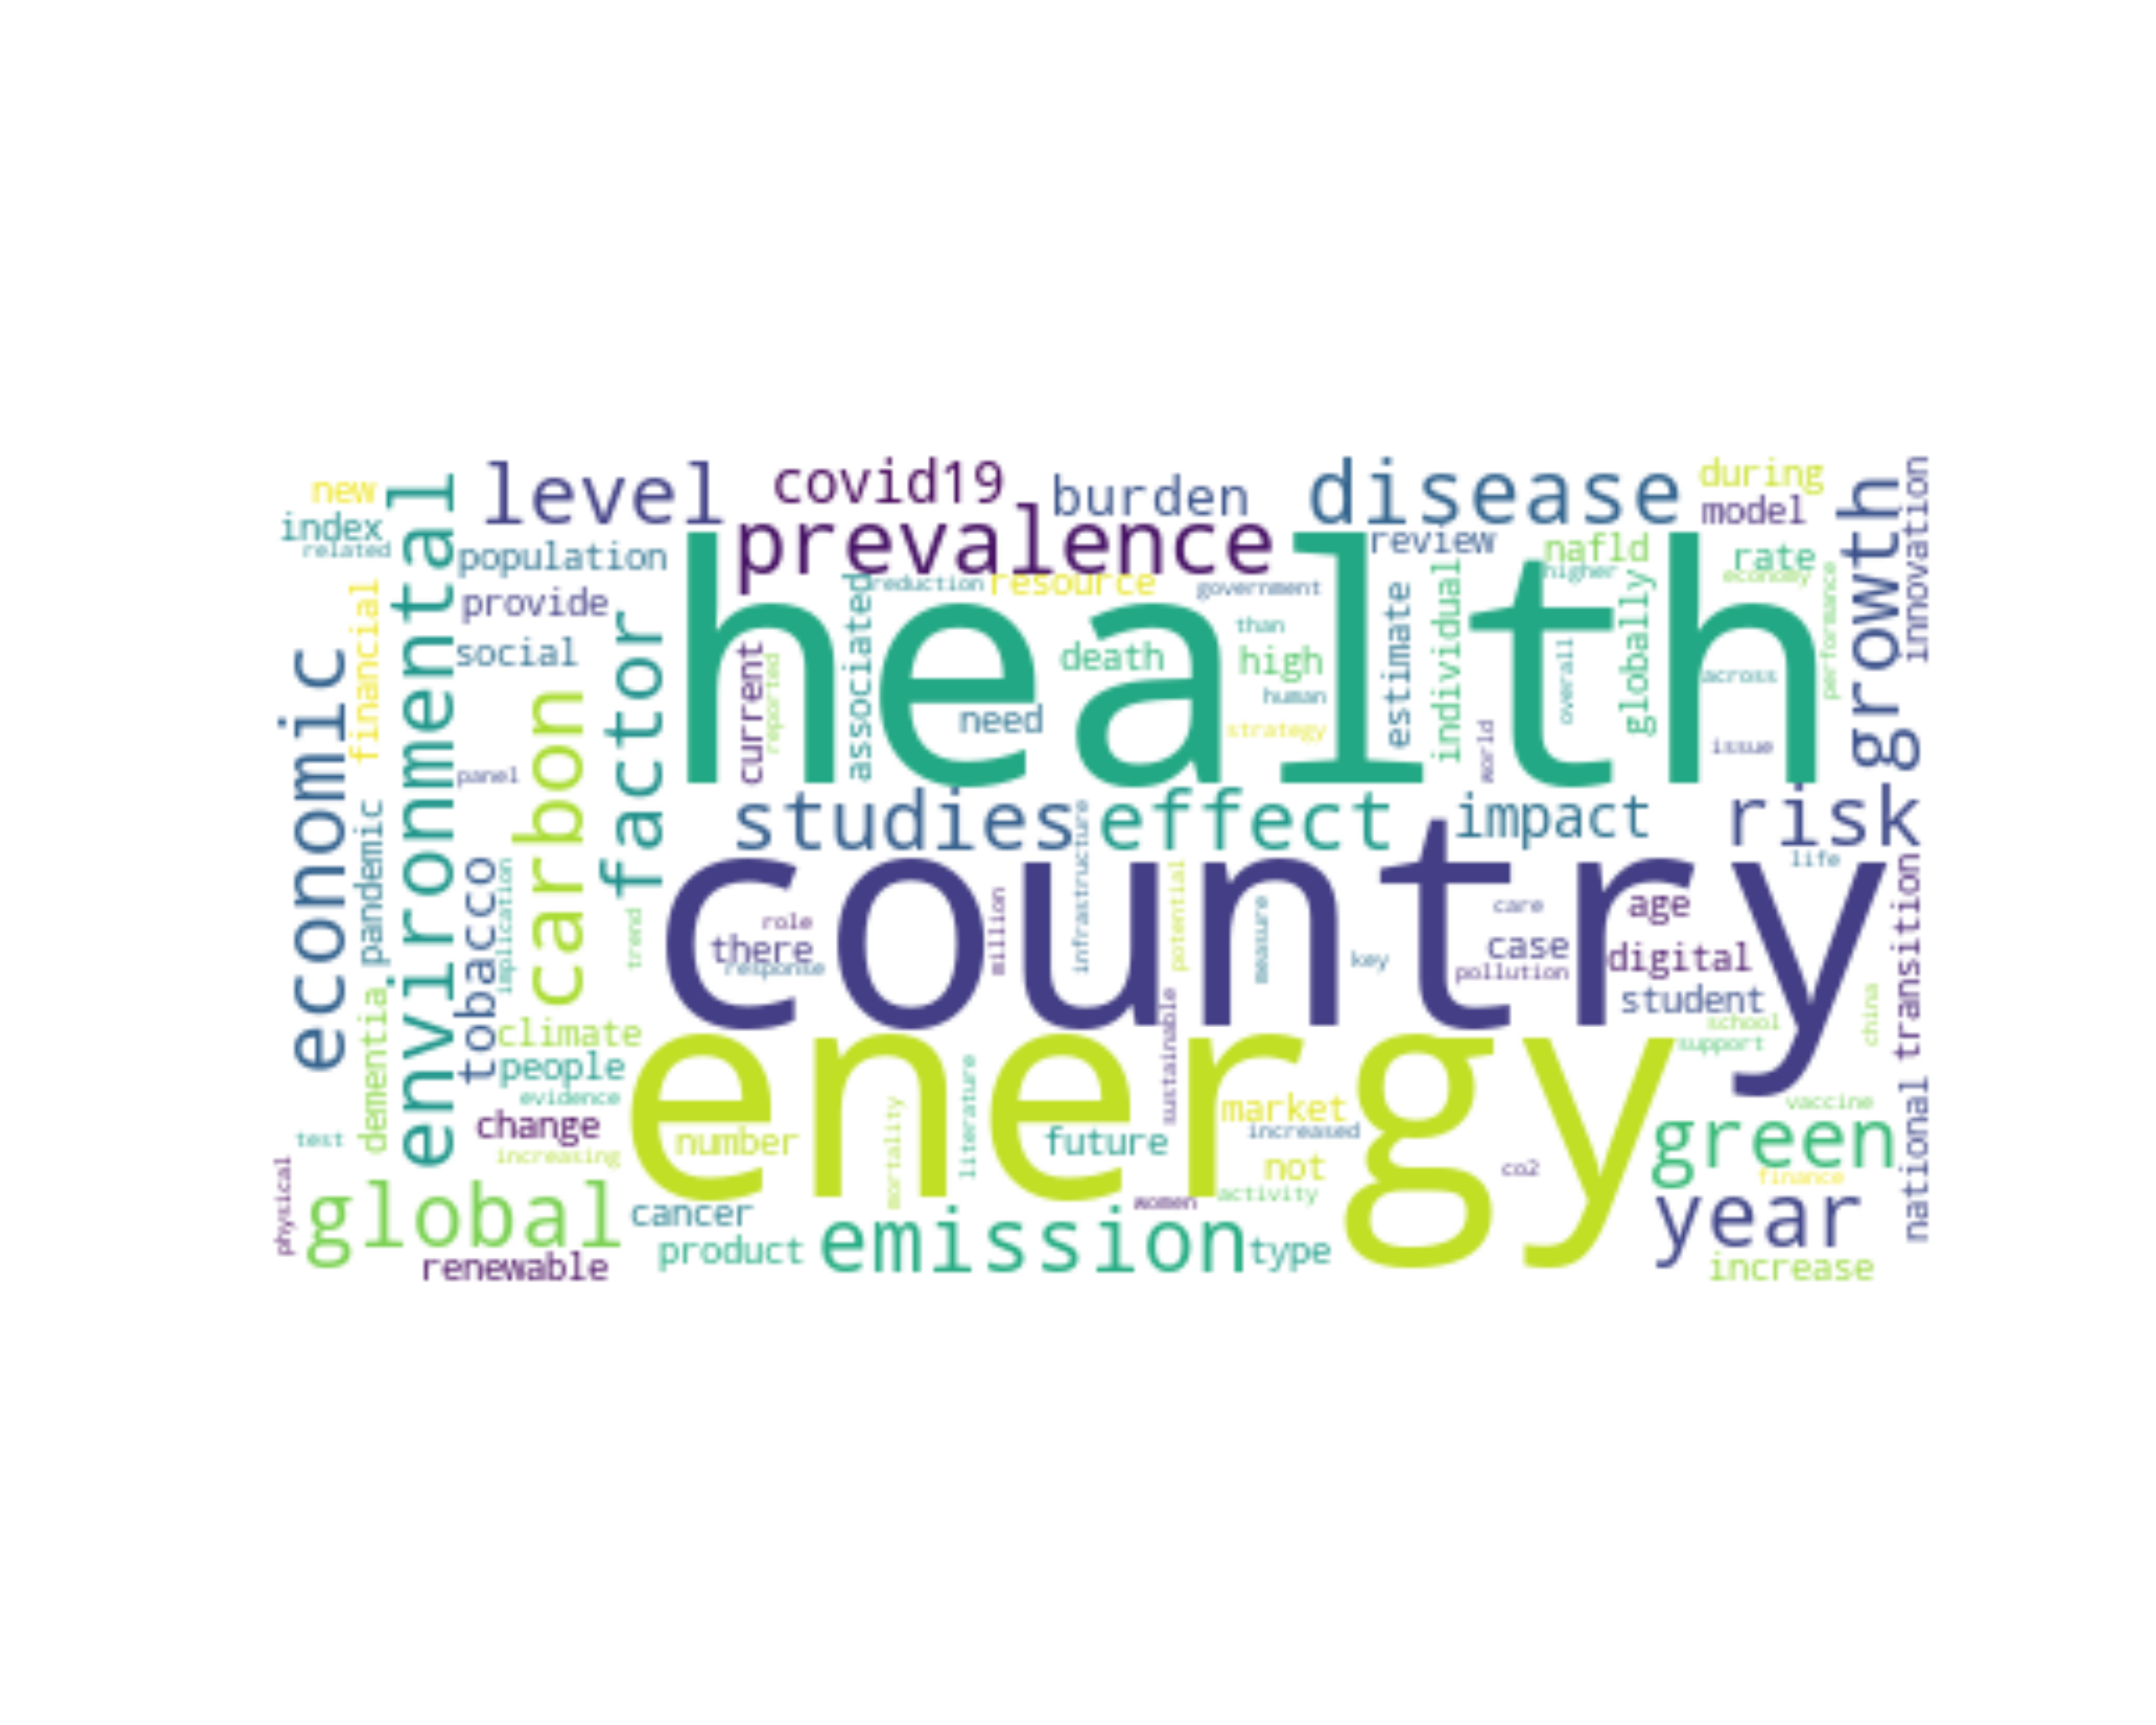 new
level
covid19
burden
disease
during
innovation
index
related
environmental
population
prevalence
review
nafld
model
growth
rate
economy
higher
reduction
resource
government
provide
financial
factor
health
associated
estimate
individual
globally
performance
social
than
death
high
current
reported
human
need
strategy
world
overall
across
issue
economic
carbon
panel
pandemic
studies
infrastructure
effect
impact
risk
life
tobacco
implication
country
trend
role
there
response
million
potential
measure
key
care
case
pollution
age
digital
student
transition
school
support
china
dementia
climate
people
evidence
change
increasing
energy
number
mortality
literature
future
sustainable
market
increased
not
activity
co2
vaccine
green
finance
national
test
physical
global
renewable
cancer
product
emission
women
type
year
increase